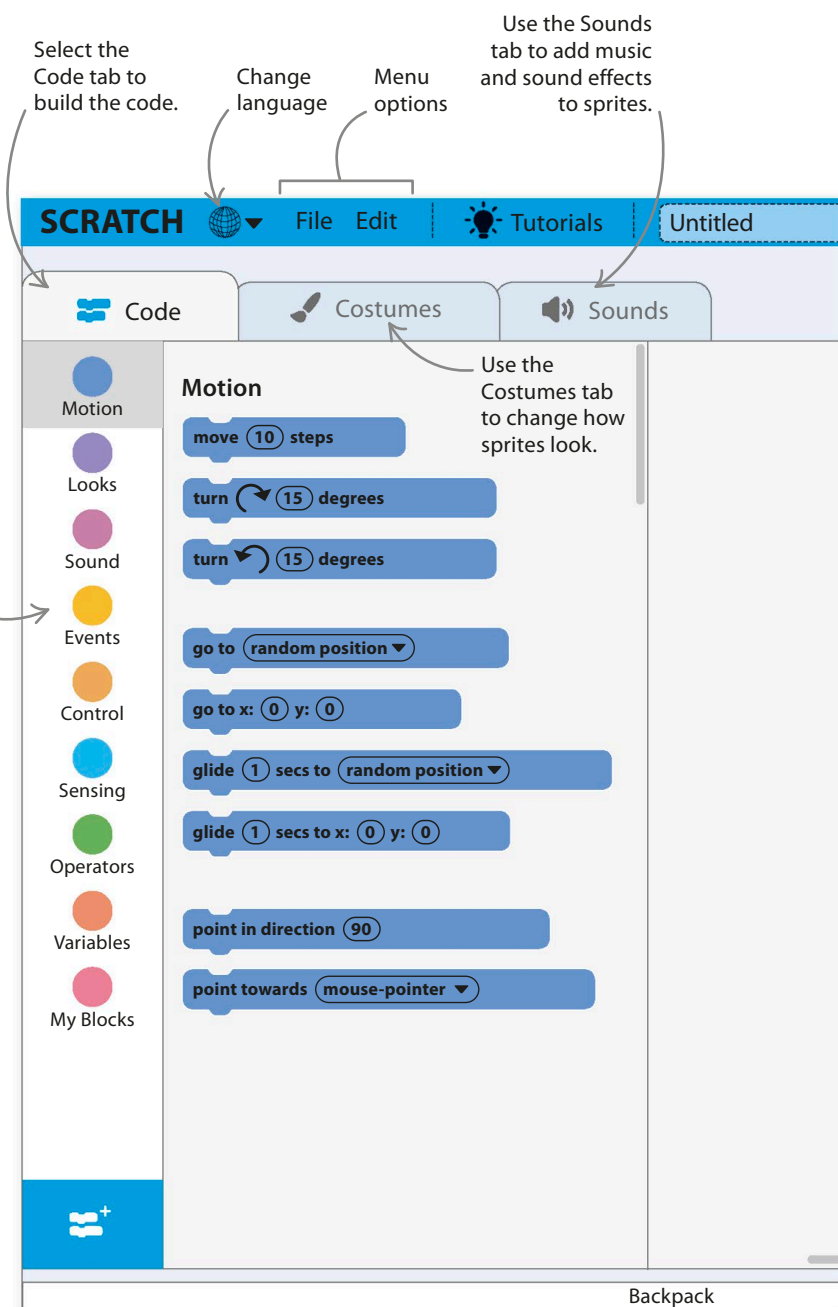 Select the
Code tab to
build the code.
Change
language
Menu
options
Use the Sounds
tab to add music
and sound effects
to sprites.
SCRATCH File Edit Tutorials Untitled
Code Costumes Sounds
Use the
Costumes tab
to change how
sprites look.
Motion
Looks
Sound
Events
Control
Sensing
Operators
Variables
My Blocks
Motion
move 10 steps
turn 15 degrees
turn 15 degrees
go to random position
go to x: 0 y: 0
glide 1 secs to random position
glide 1 secs to x: 0 y: 0
point in direction 90
point towards mouse-pointer
Backpack